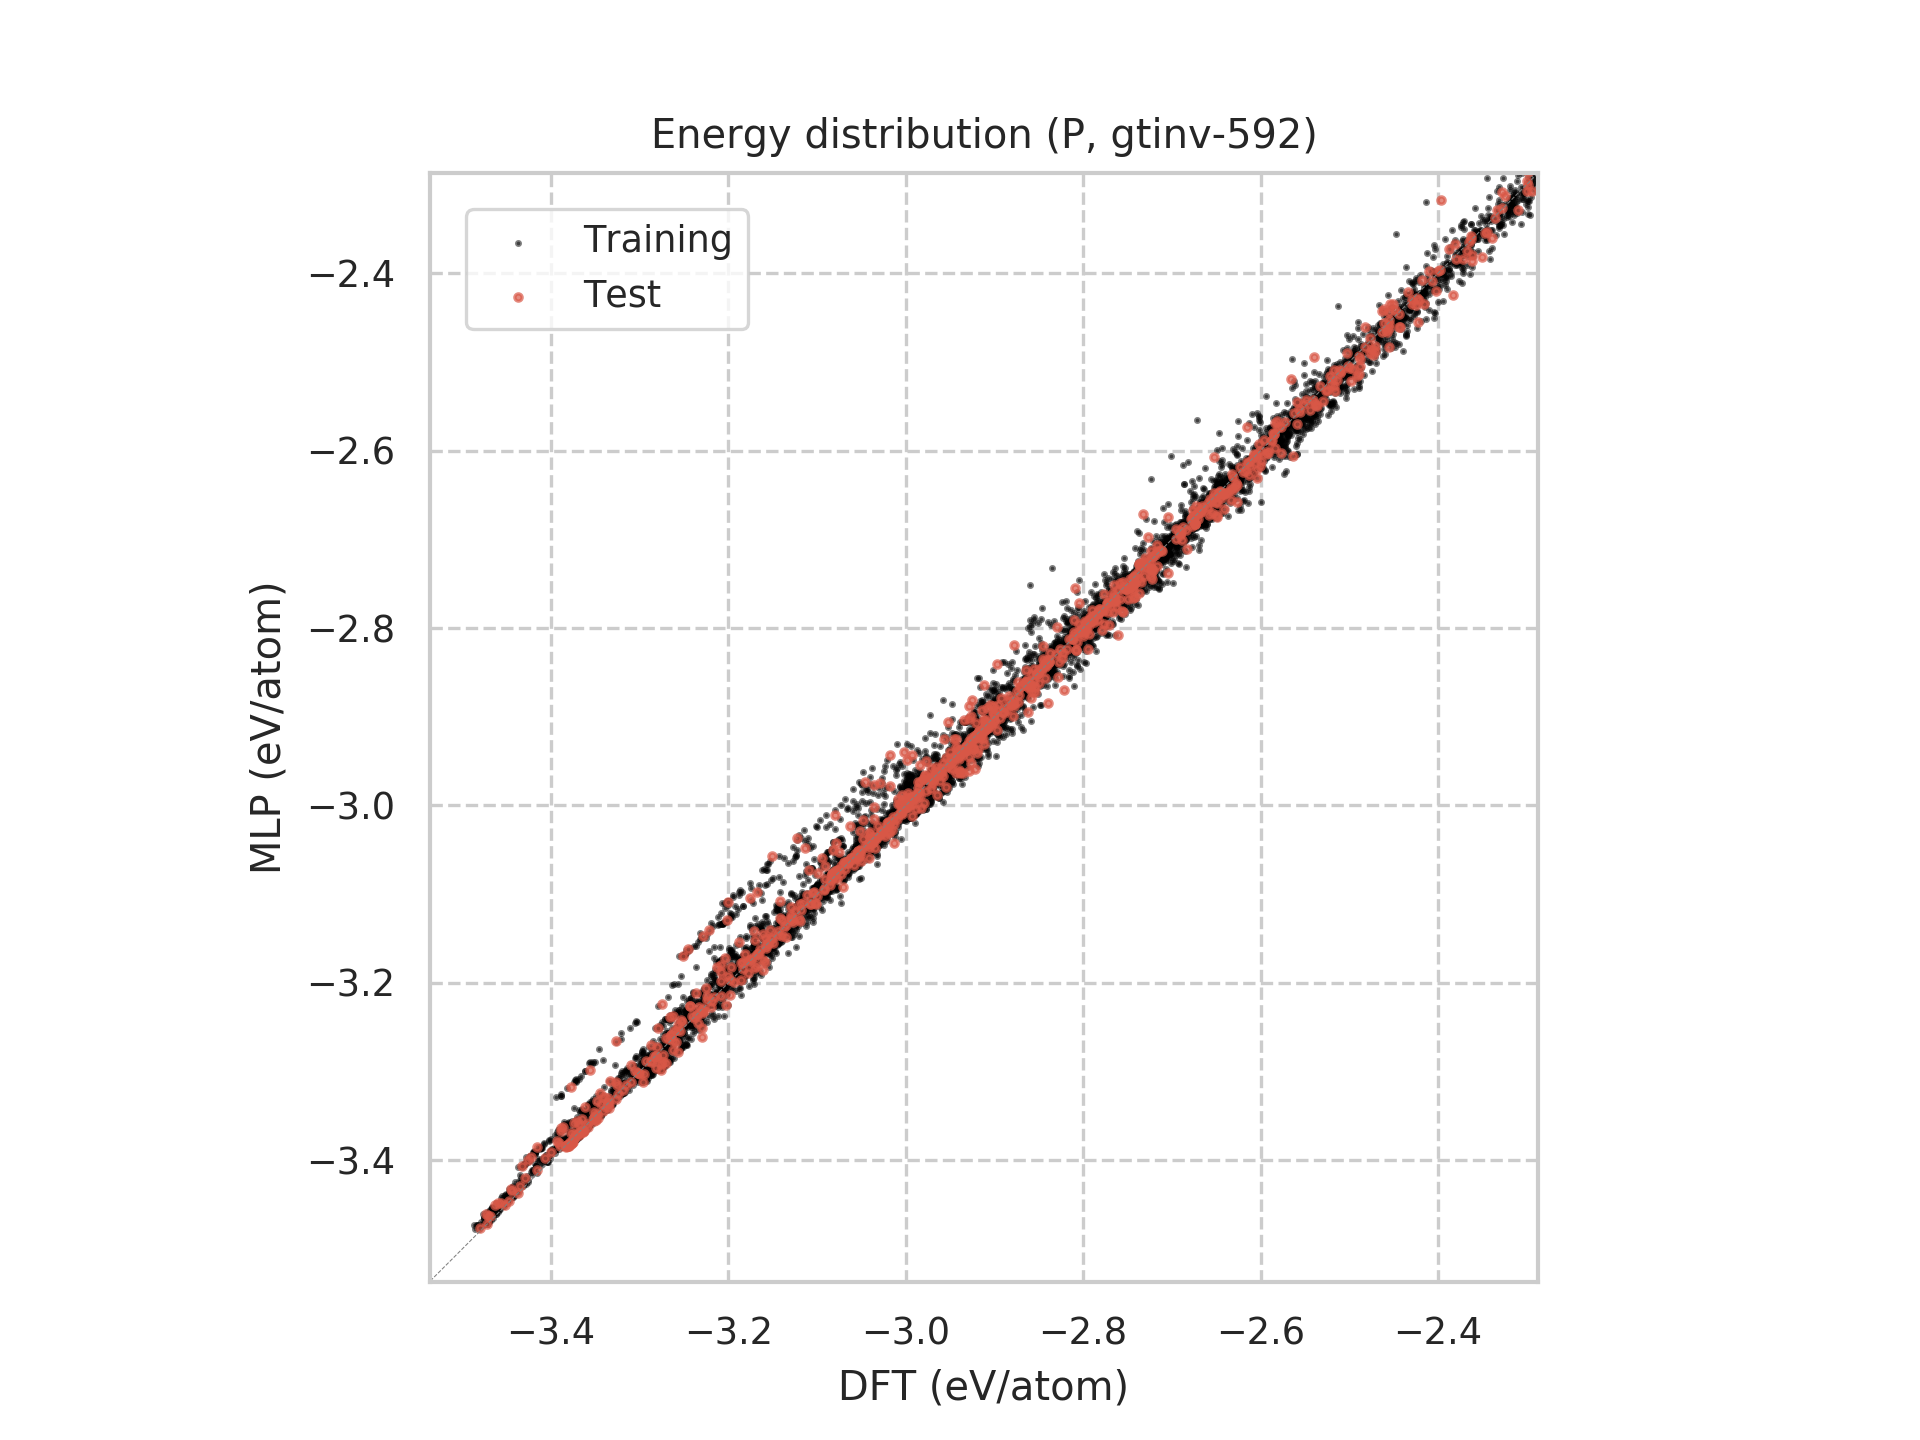 Energy distribution (P, gtinv-592)
Training
Test
MLP (eV/atom)
−2.4
−2.6
−2.8
−3.0
−3.2
−3.4
−3.4 −3.2 −3.0 −2.8 −2.6 −2.4
DFT (eV/atom)